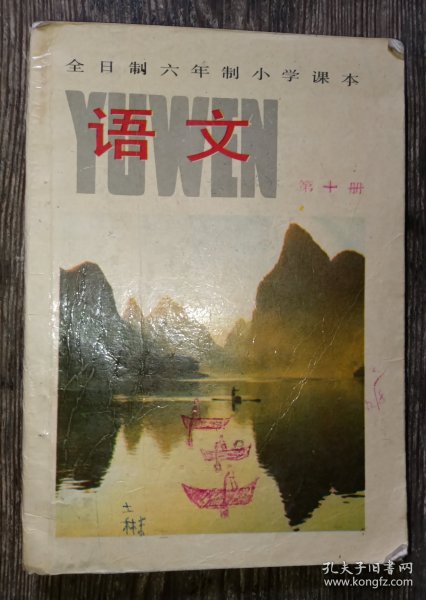 全日制六年制小学课本
YUWEN
语文
第十册
孔夫子旧书网
www.kongfz.com